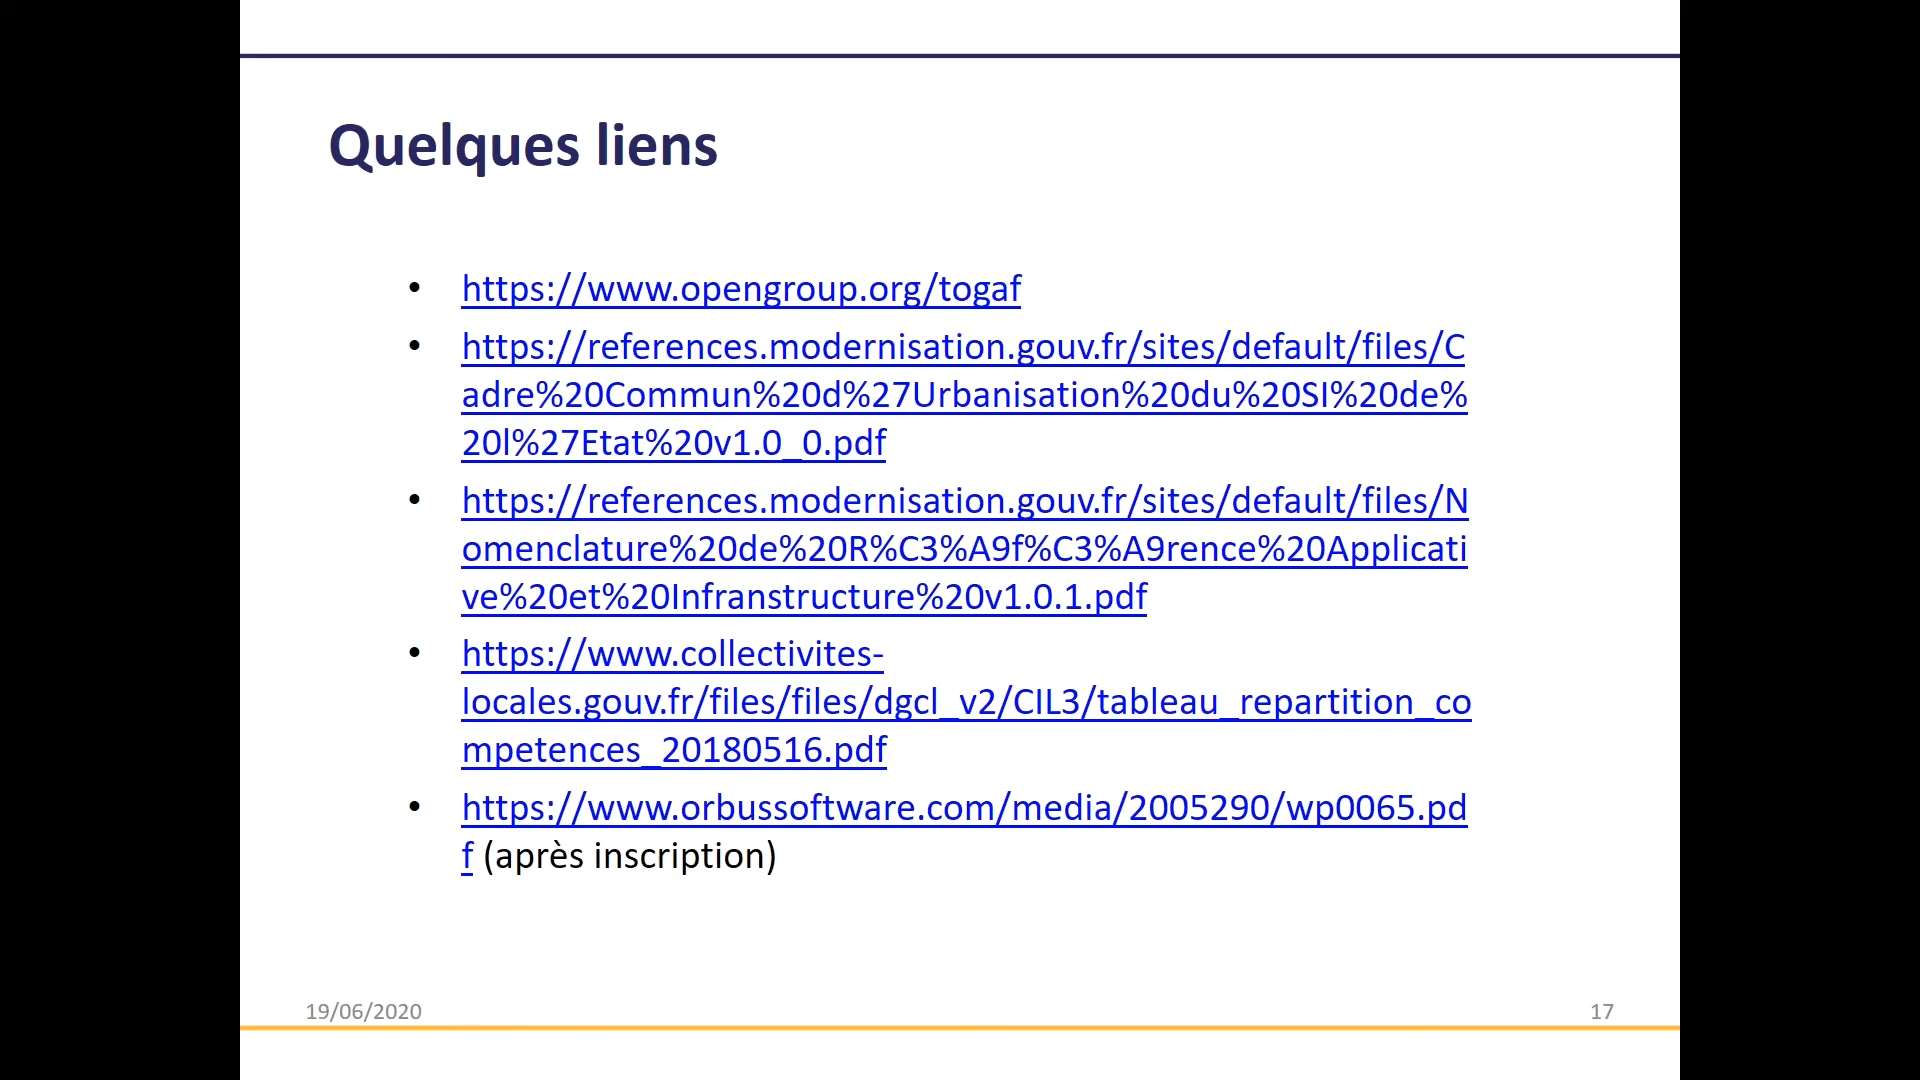 Quelques liens
• https://www.opengroup.org/togaf
• https://references.modernisation.gouv.fr/sites/default/files/C
adre%20Commun%20d%27Urbanisation%20du%20SI%20de%
20l%27Etat%20v1.0_0.pdf
• https://references.modernisation.gouv.fr/sites/default/files/N
omenclature%20de%20R%C3%A9f%C3%A9rence%20Applicati
ve%20et%20Infranstructure%20v1.0.1.pdf
• https://www.collectivites-
locales.gouv.fr/files/files/dgcl_v2/CIL3/tableau_repartition_co
mpetences_20180516.pdf
• https://www.orbussoftware.com/media/2005290/wp0065.pd
f (après inscription)
19/06/2020
17